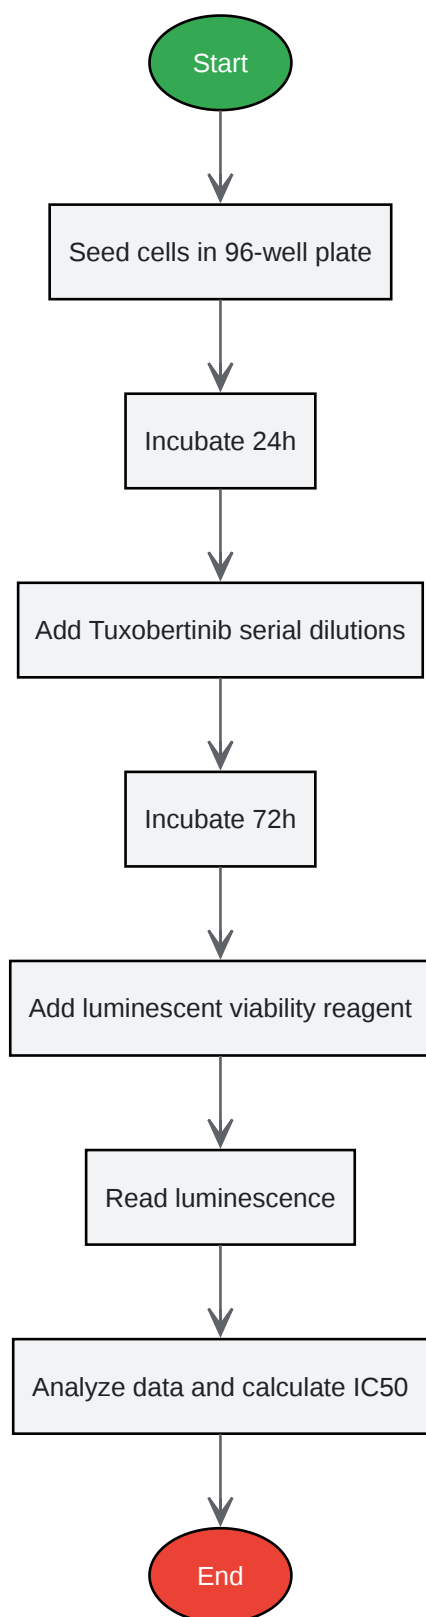 Start
Seed cells in 96-well plate
Incubate 24h
Add Tuxobertinib serial dilutions
Incubate 72h
Add luminescent viability reagent
Read luminescence
Analyze data and calculate IC50
End